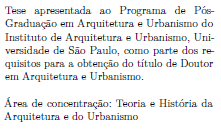 Tese apresentada ao Programa de Pós-
Graduação em Arquitetura e Urbanismo do
Instituto de Arquitetura e Urbanismo, Uni-
versidade de São Paulo, como parte dos re-
quisitos para a obtenção do título de Doutor
em Arquitetura e Urbanismo.
Área de concentração: Teoria e História da
Arquitetura e do Urbanismo